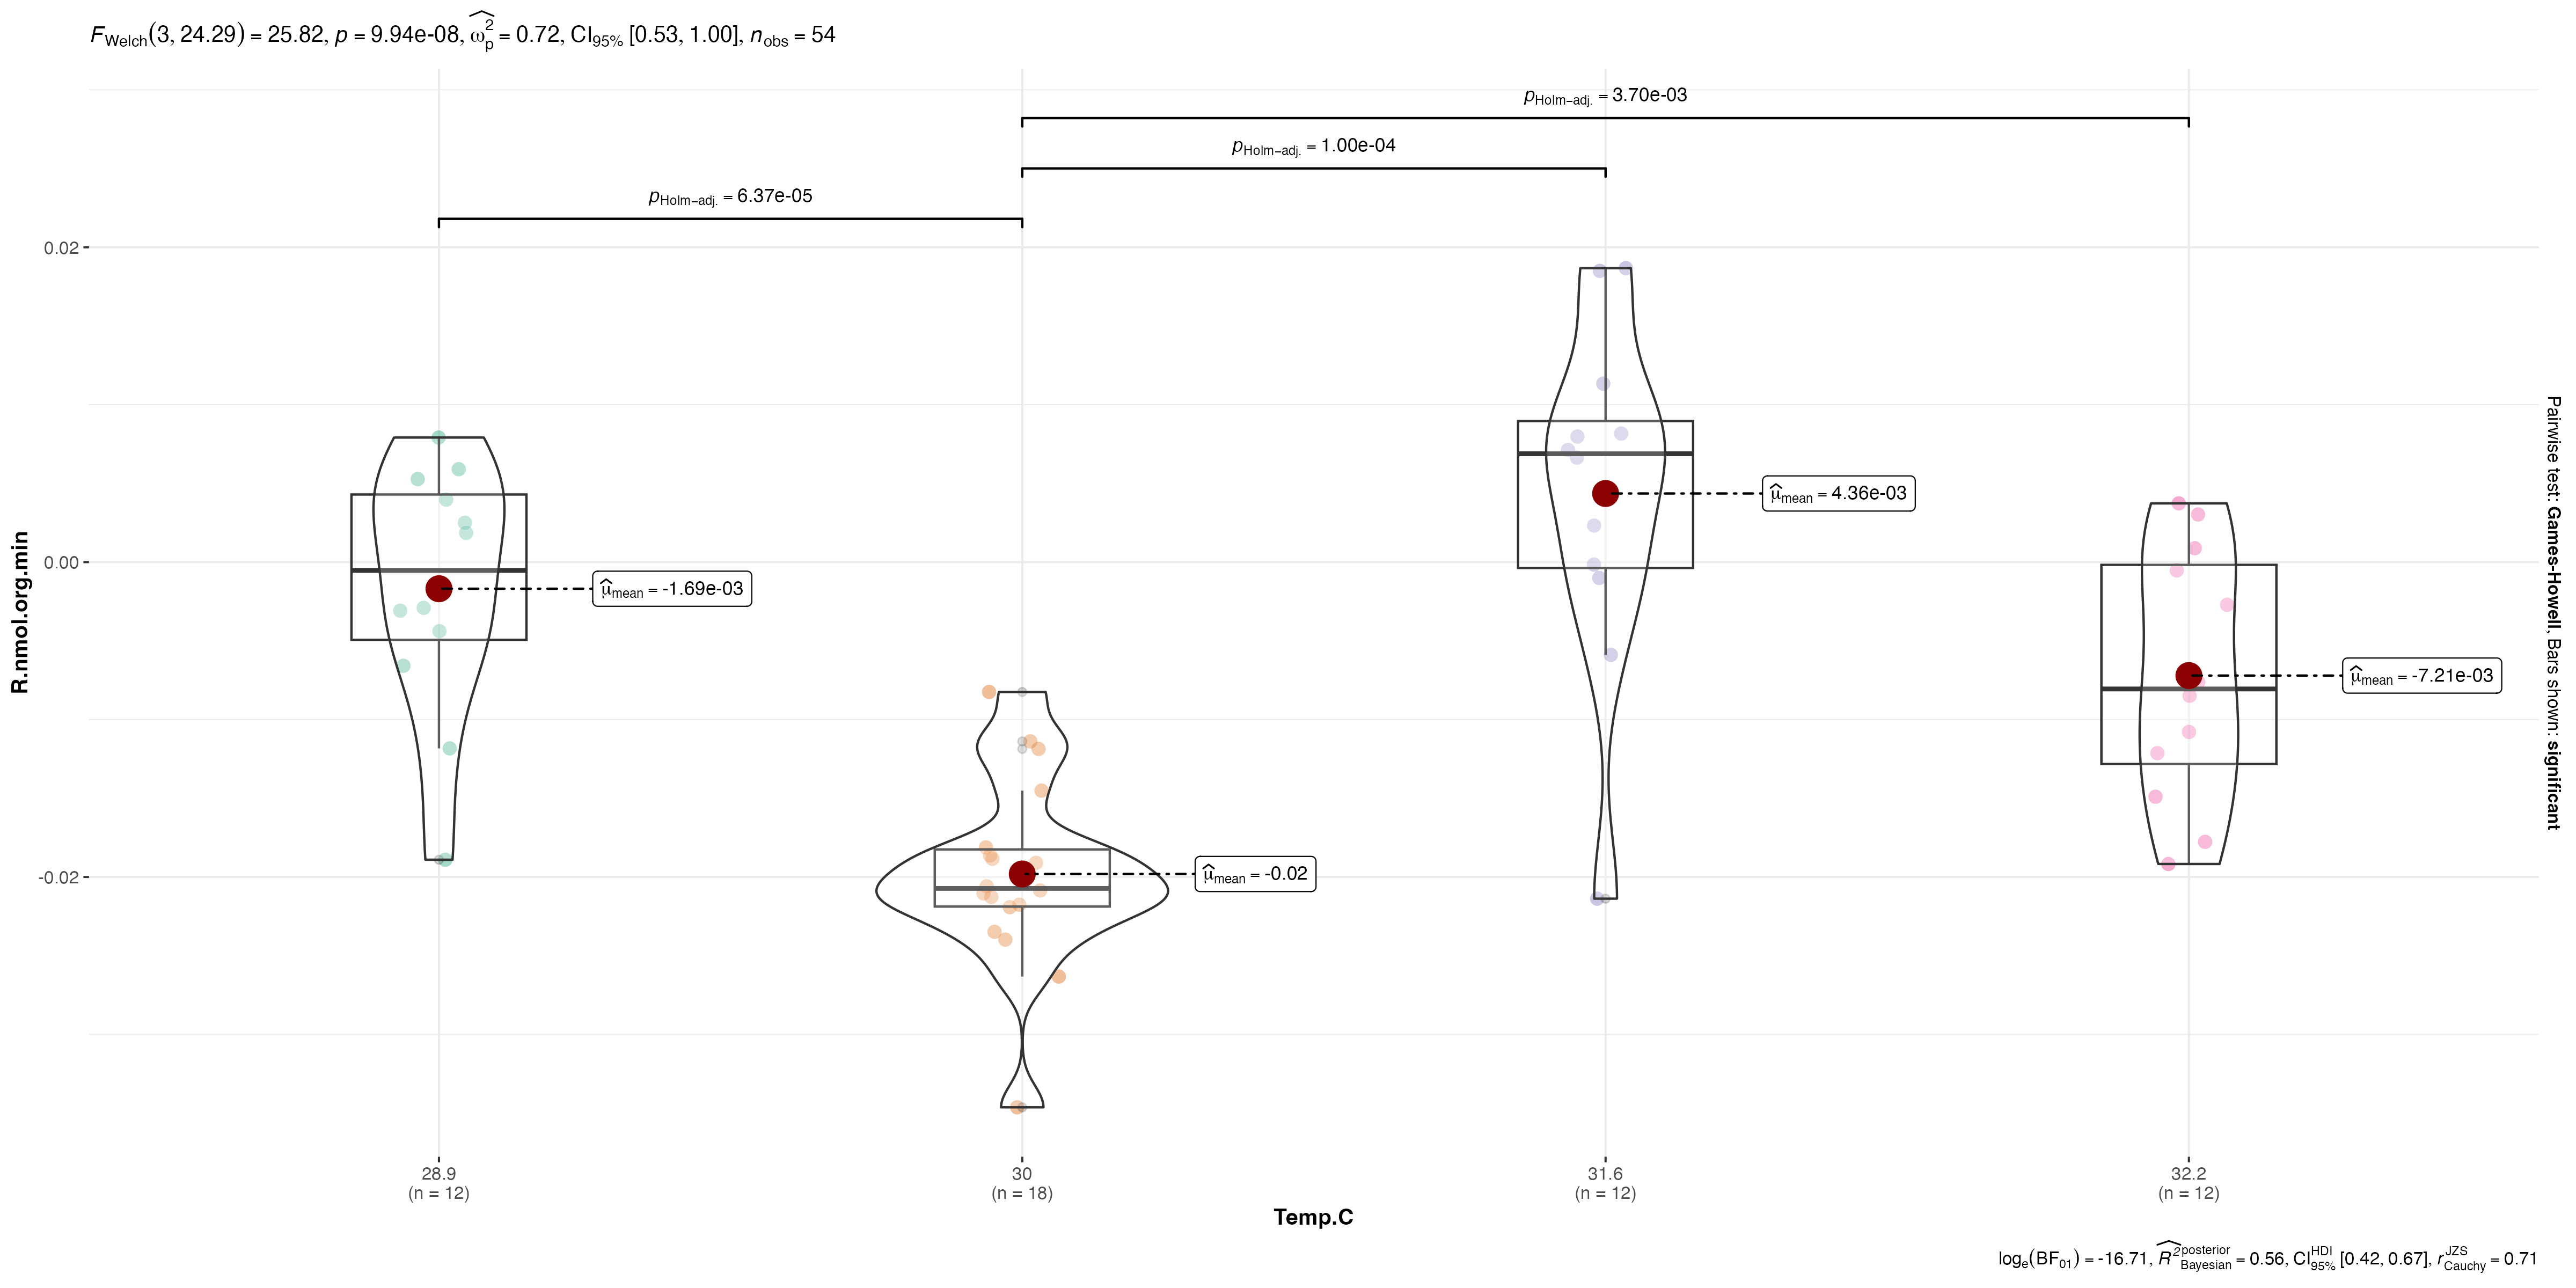 F_Welch(3, 24.29) = 25.82, p = 9.94e-08, ω̂²_p = 0.72, CI_95% [0.53, 1.00], n_obs = 54
p_Holm−adj. = 3.70e-03
p_Holm−adj. = 1.00e-04
p_Holm−adj. = 6.37e-05
0.02
0.00
-0.02
R.nmol.org.min
μ̂_mean = -1.69e-03
μ̂_mean = -0.02
μ̂_mean = 4.36e-03
μ̂_mean = -7.21e-03
Pairwise test: Games-Howell, Bars shown: significant
28.9
(n = 12)
30
(n = 18)
31.6
(n = 12)
32.2
(n = 12)
Temp.C
log_e(BF_01) = -16.71, R̂²^posterior_Bayesian = 0.56, CI^HDI_95% [0.42, 0.67], r^JZS_Cauchy = 0.71